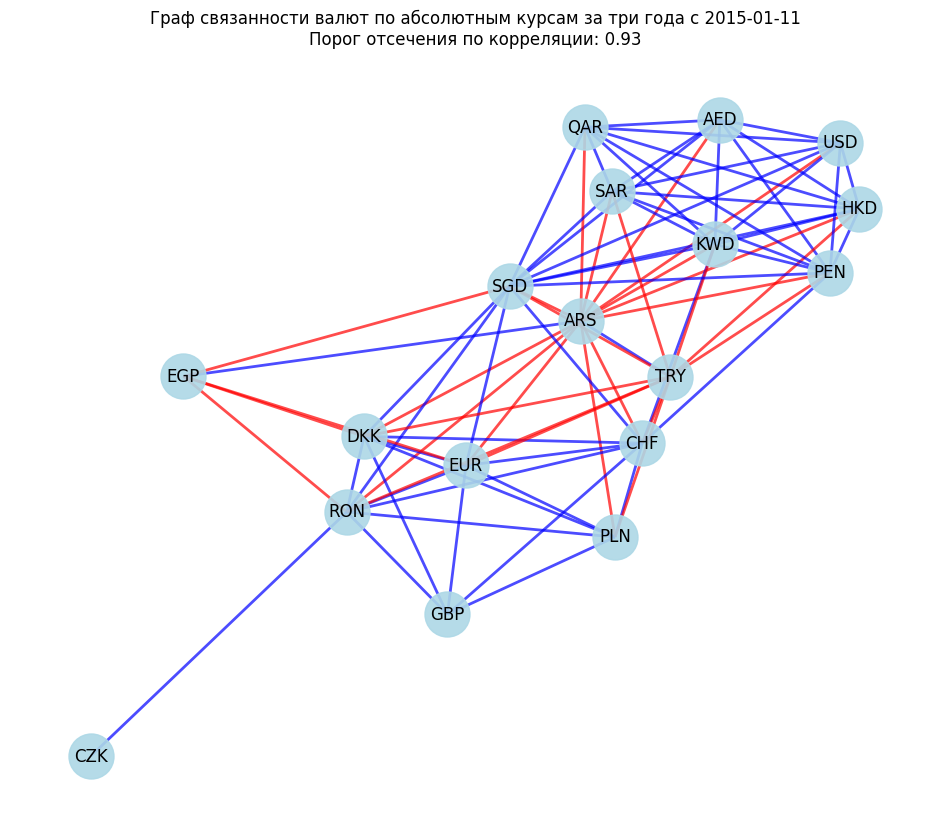 Граф связанности валют по абсолютным курсам за три года с 2015-01-11
Порог отсечения по корреляции: 0.93
QAR
AED
USD
SAR
HKD
KWD
PEN
SGD
ARS
EGP
TRY
DKK
CHF
EUR
RON
PLN
GBP
CZK